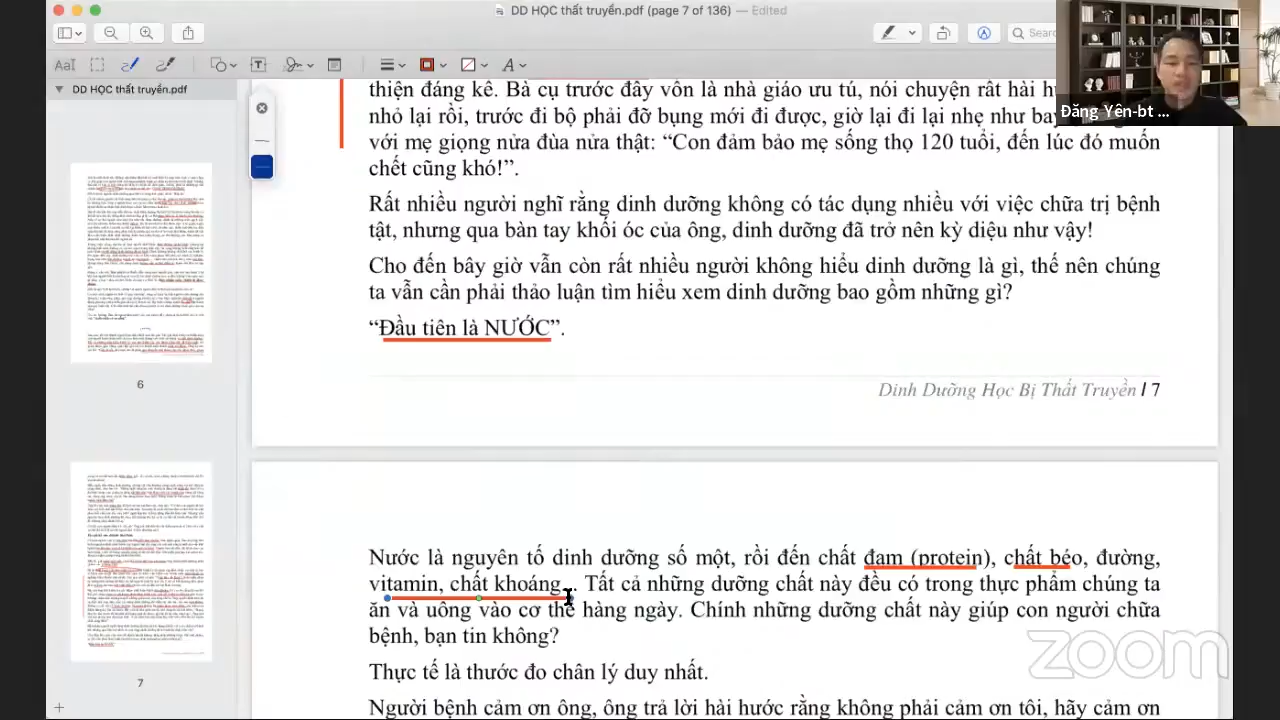 DD HỌC thất truyền.pdf (page 7 of 136) — Edited
DD HỌC thất truyền.pdf
Đăng Yên-bt ...
thiện đáng kể. Bà cụ trước đây vốn là nhà giáo ưu tú, nói chuyện rất hài
nhớ lại rồi, trước đi bộ phải đỡ bụng mới đi được, giờ lại đi lại nhẹ như bay
với mẹ giọng nửa đùa nửa thật: “Con đảm bảo mẹ sống thọ 120 tuổi, đến lúc đó muốn
chết cũng khó!”.
Rất nhiều người nghĩ rằng dinh dưỡng không có tác dụng nhiều với việc chữa trị bệnh
tật, nhưng qua bàn tay khối óc của ông, dinh dưỡng đã trở nên kỳ diệu như vậy!
Cho đến bây giờ, vẫn còn rất nhiều người không hiểu dinh dưỡng là gì, thế nên chúng
ta vẫn cần phải thảo luận tìm hiểu xem dinh dưỡng bao gồm những gì?
“Đầu tiên là NƯỚC”.
Dinh Dưỡng Học Bị Thất Truyền / 7
6
Nước là nguyên tố dinh dưỡng số một, rồi đến chất đạm (protein), chất béo, đường,
vitamin, chất khoáng. Tất cả những dưỡng chất này đều có trong thực phẩm chúng ta
ăn và uống vào cơ thể hàng ngày. Chính những dưỡng chất này giúp con người chữa
bệnh, bạn tin không?
zoom
Thực tế là thước đo chân lý duy nhất.
7
Người bệnh cảm ơn ông, ông trả lời hài hước rằng không phải cảm ơn tôi, hãy cảm ơn